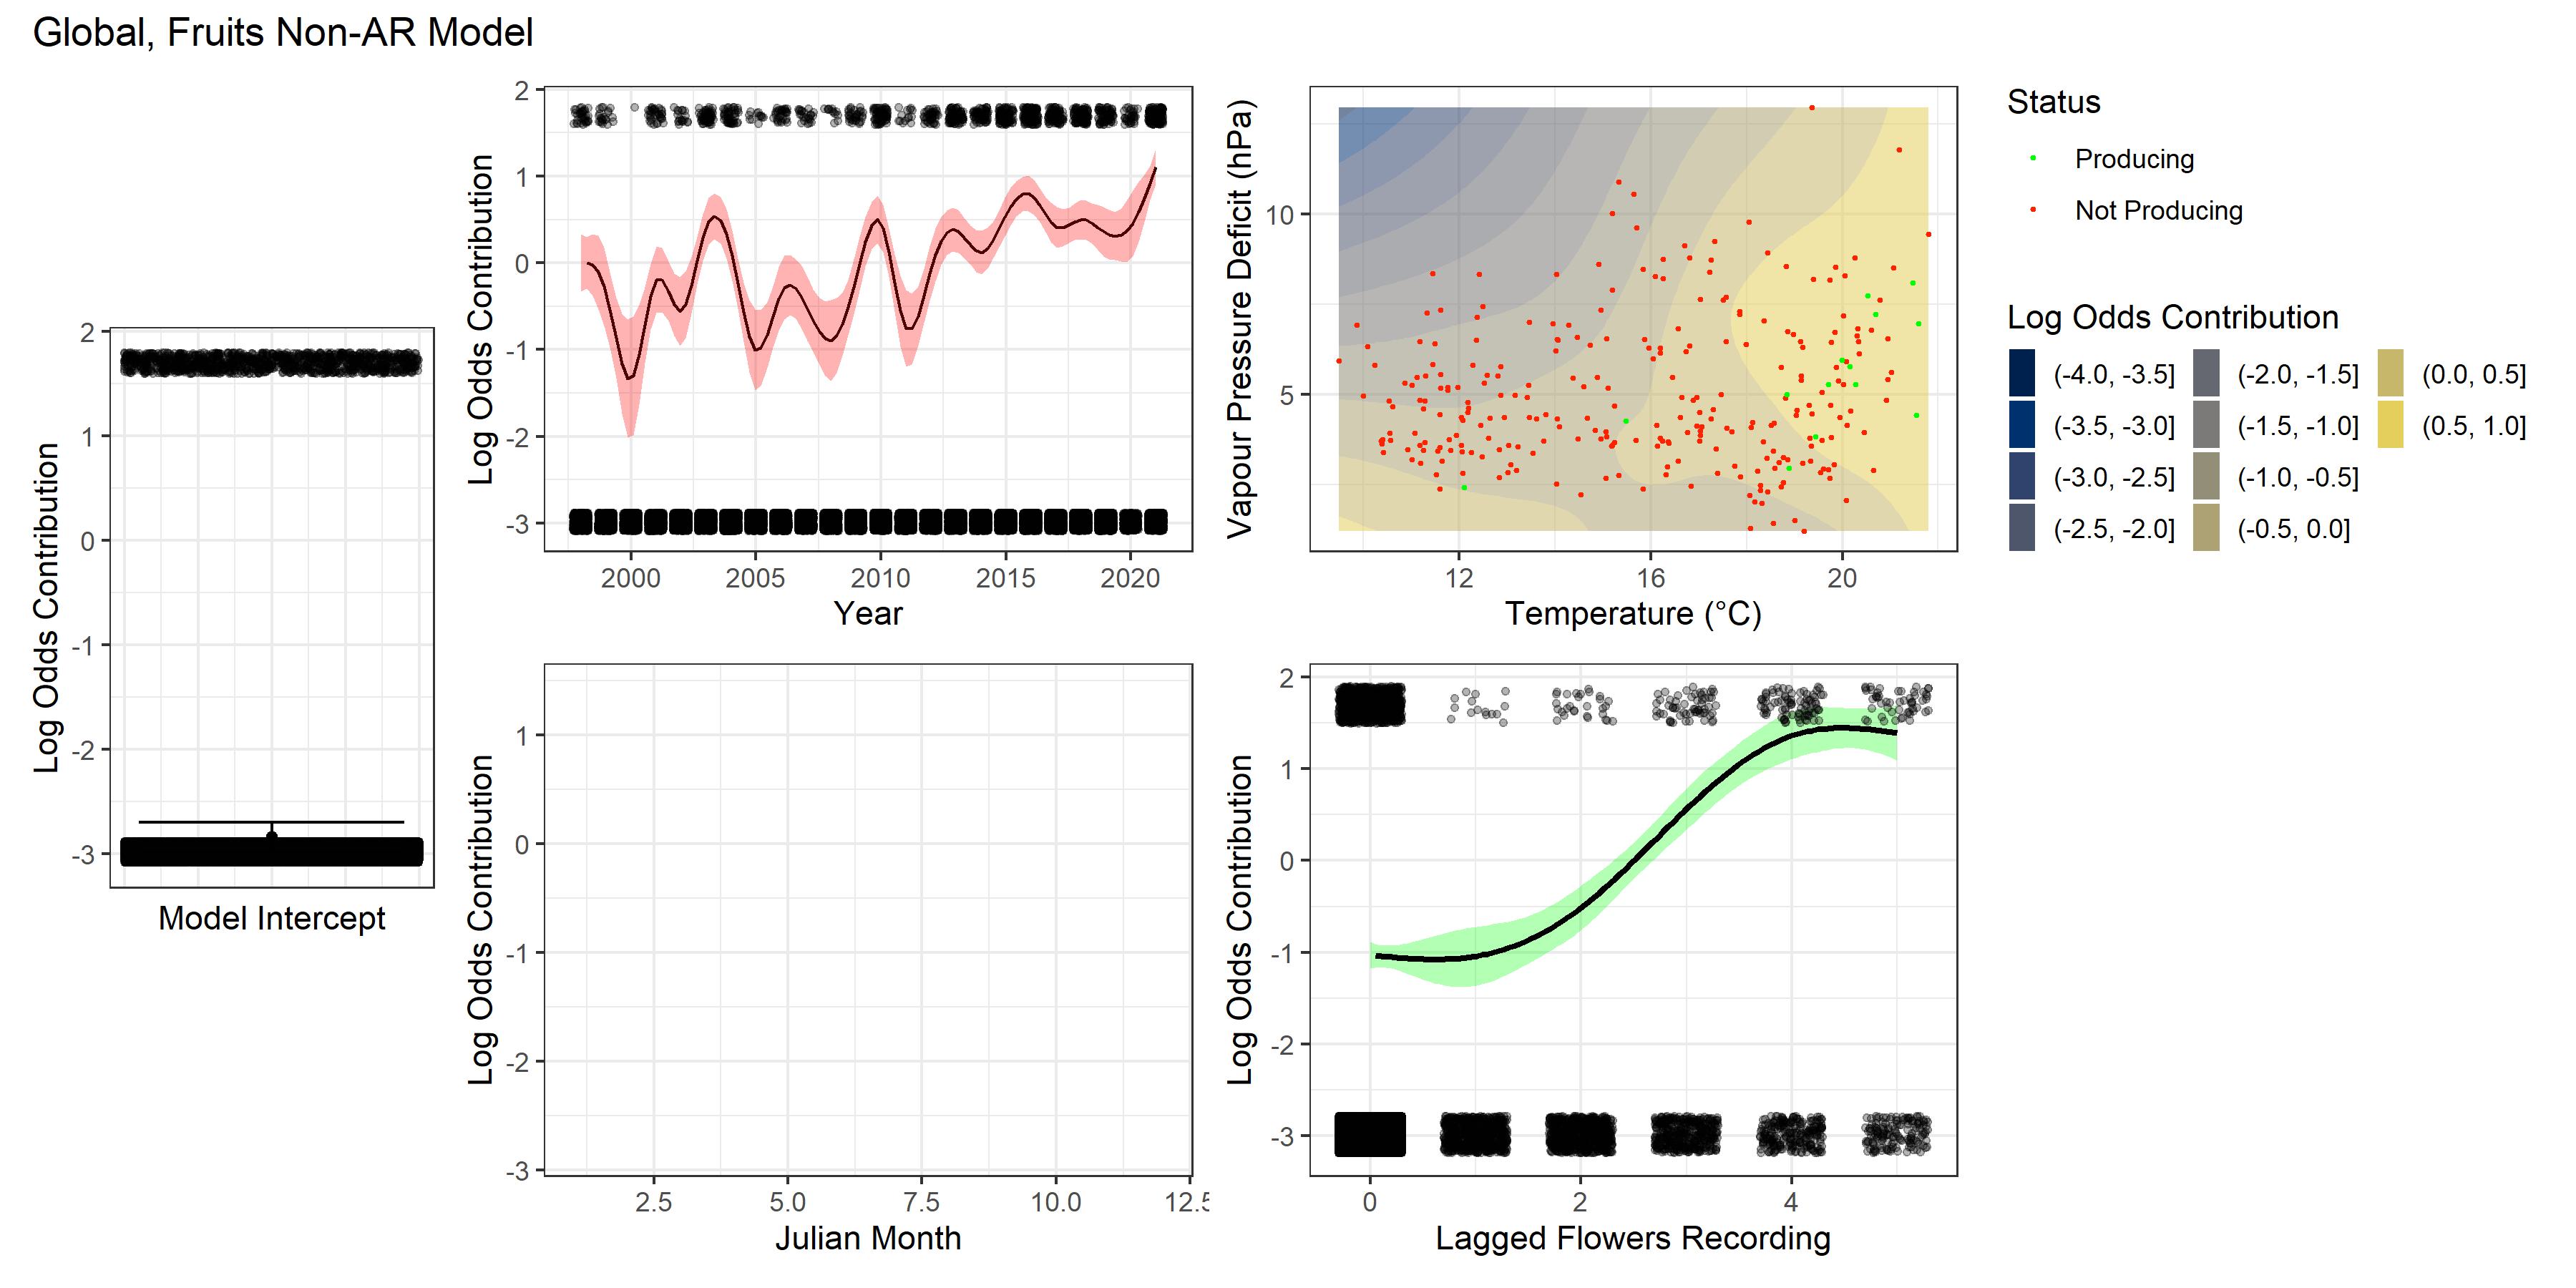 Global, Fruits Non-AR Model
Log Odds Contribution
2
1
0
-1
-2
-3
Model Intercept
Log Odds Contribution
2
1
0
-1
-2
-3
2000 2005 2010 2015 2020
Year
Vapour Pressure Deficit (hPa)
10
5
12 16 20
Temperature (°C)
Status
Producing
Not Producing
Log Odds Contribution
(-4.0, -3.5] (-2.0, -1.5] (0.0, 0.5]
(-3.5, -3.0] (-1.5, -1.0] (0.5, 1.0]
(-3.0, -2.5] (-1.0, -0.5]
(-2.5, -2.0] (-0.5, 0.0]
Log Odds Contribution
1
0
-1
-2
-3
2.5 5.0 7.5 10.0 12.5
Julian Month
Log Odds Contribution
2
1
0
-1
-2
-3
0 2 4
Lagged Flowers Recording